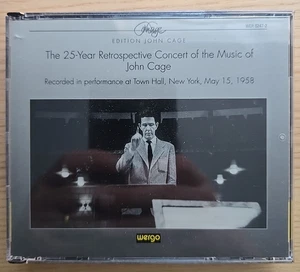 EDITION JOHN CAGE
The 25-Year Retrospective Concert of the Music of
John Cage
Recorded in performance at Town Hall, New York, May 15, 1958
wergo